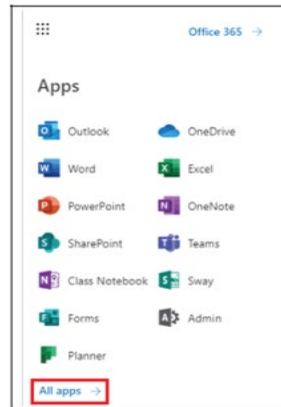 Office 365 →
Apps
Outlook
OneDrive
Word
Excel
PowerPoint
OneNote
SharePoint
Teams
Class Notebook
Sway
Forms
Admin
Planner
All apps →